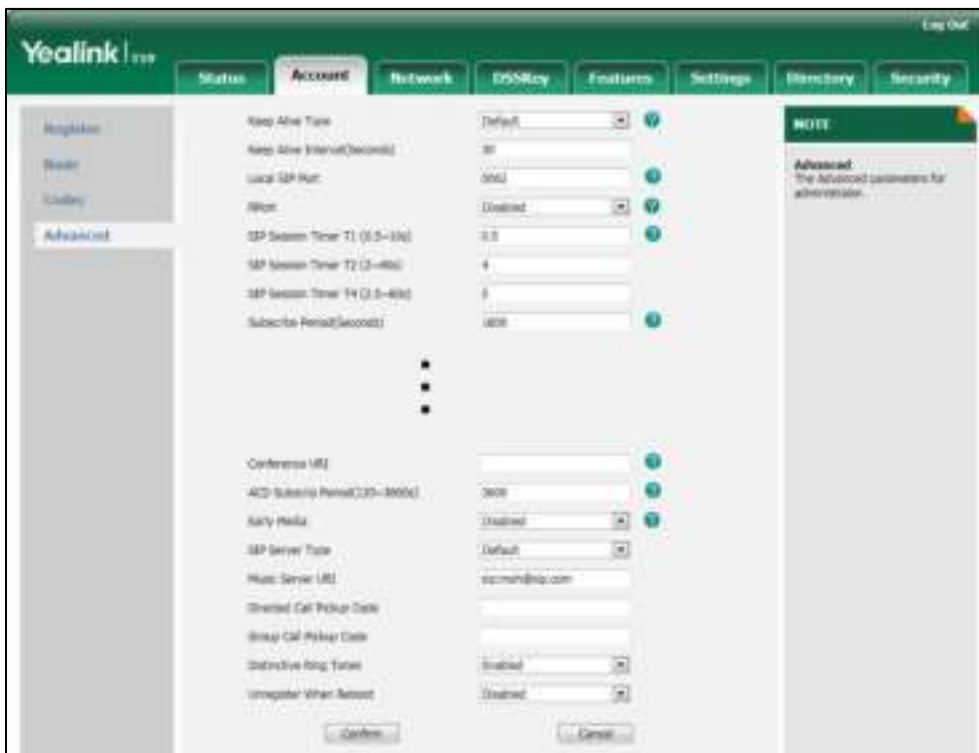 Log Out
Yealink
Status
Account
Network
DSSKey
Features
Settings
Directory
Security
Register
Basic
Codec
Advanced
Keep Alive Type Default
Keep Alive Interval(Seconds) 30
Local SIP Port
RPort Disabled
SIP Session Timer T1 (0.5~10s) 0.5
SIP Session Timer T2 (2~40s) 4
SIP Session Timer T4 (2.5~60s) 5
Subscribe Period(Seconds) 1800
Conference URI
ACD Subscrip Period(120~3600s) 3600
Early Media Disabled
SIP Server Type Default
Music Server URI sip:moh@sip.com
Directed Call Pickup Code
Group Call Pickup Code
Distinctive Ring Tones Enabled
Unregister When Reboot Disabled
Confirm
Cancel
NOTE
Advanced
The Advanced parameters for
administrator.